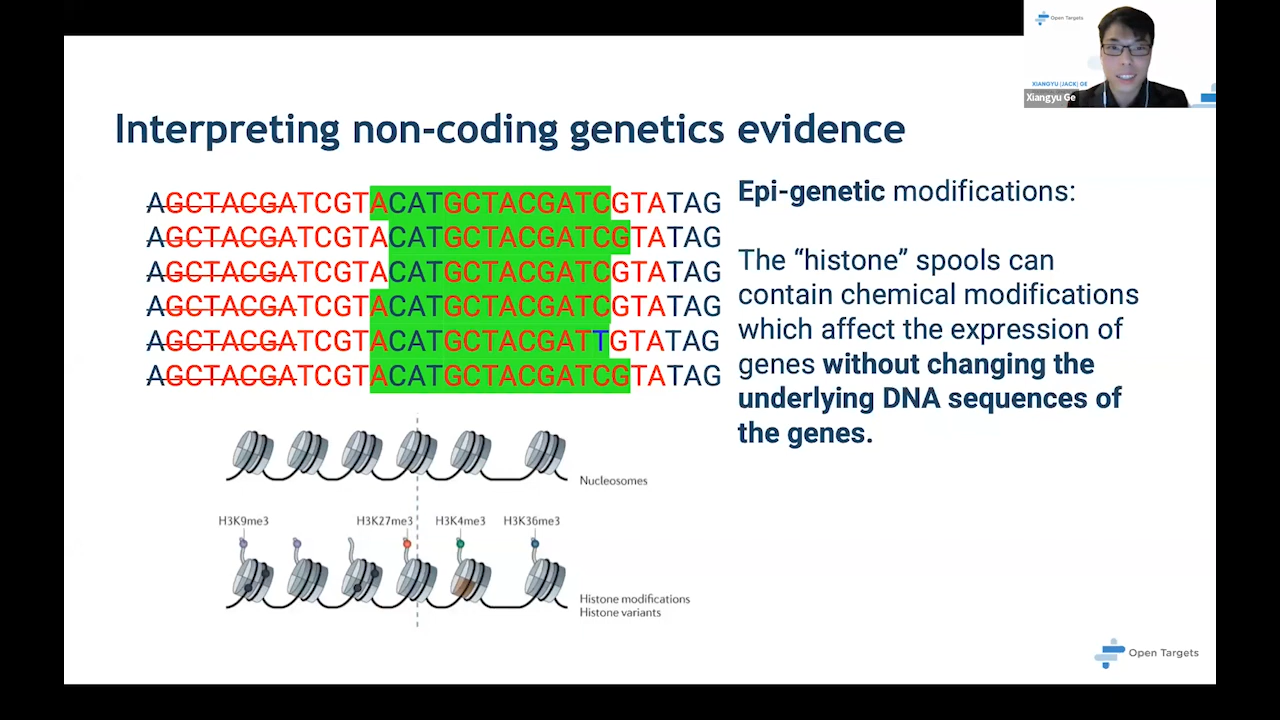 Open Targets
XIANGYU (JACK) GE
Xiangyu Ge
Interpreting non-coding genetics evidence
AGCTACGATCGTACATGCTACGATCGTATAG
AGCTACGATCGTACATGCTACGATCGTATAG
AGCTACGATCGTACATGCTACGATCGTATAG
AGCTACGATCGTACATGCTACGATCGTATAG
AGCTACGATCGTACATGCTACGATTGTATAG
AGCTACGATCGTACATGCTACGATCGTATAG
Epi-genetic modifications:
The “histone” spools can
contain chemical modifications
which affect the expression of
genes without changing the
underlying DNA sequences of
the genes.
Nucleosomes
H3K9me3 H3K27me3 H3K4me3 H3K36me3
Histone modifications
Histone variants
Open Targets